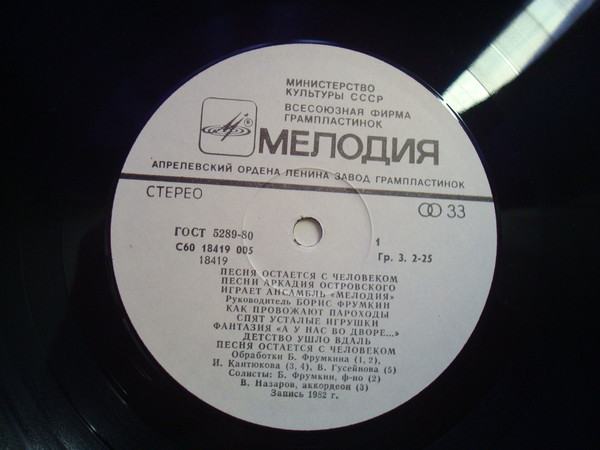 МИНИСТЕРСТВО
КУЛЬТУРЫ СССР
ВСЕСОЮЗНАЯ ФИРМА
ГРАМПЛАСТИНОК
МЕЛОДИЯ
АПРЕЛЕВСКИЙ ОРДЕНА ЛЕНИНА ЗАВОД ГРАМПЛАСТИНОК
СТЕРЕО
33
ГОСТ 5289-80
С60 18419 005
1
18419
Гр. 3. 2-25
ПЕСНЯ ОСТАЕТСЯ С ЧЕЛОВЕКОМ
ПЕСНИ АРКАДИЯ ОСТРОВСКОГО
ИГРАЕТ АНСАМБЛЬ «МЕЛОДИЯ»
Руководитель БОРИС ФРУМКИН
КАК ПРОВОЖАЮТ ПАРОХОДЫ
СПЯТ УСТАЛЫЕ ИГРУШКИ
ФАНТАЗИЯ «А У НАС ВО ДВОРЕ...»
ДЕТСТВО УШЛО ВДАЛЬ
ПЕСНЯ ОСТАЕТСЯ С ЧЕЛОВЕКОМ
Обработки Б. Фрумкина (1, 2),
И. Кантюкова (3, 4), В. Гусейнова (5)
Солисты: Б. Фрумкин, ф-но (2)
В. Назаров, аккордеон (3)
Запись 1982 г.